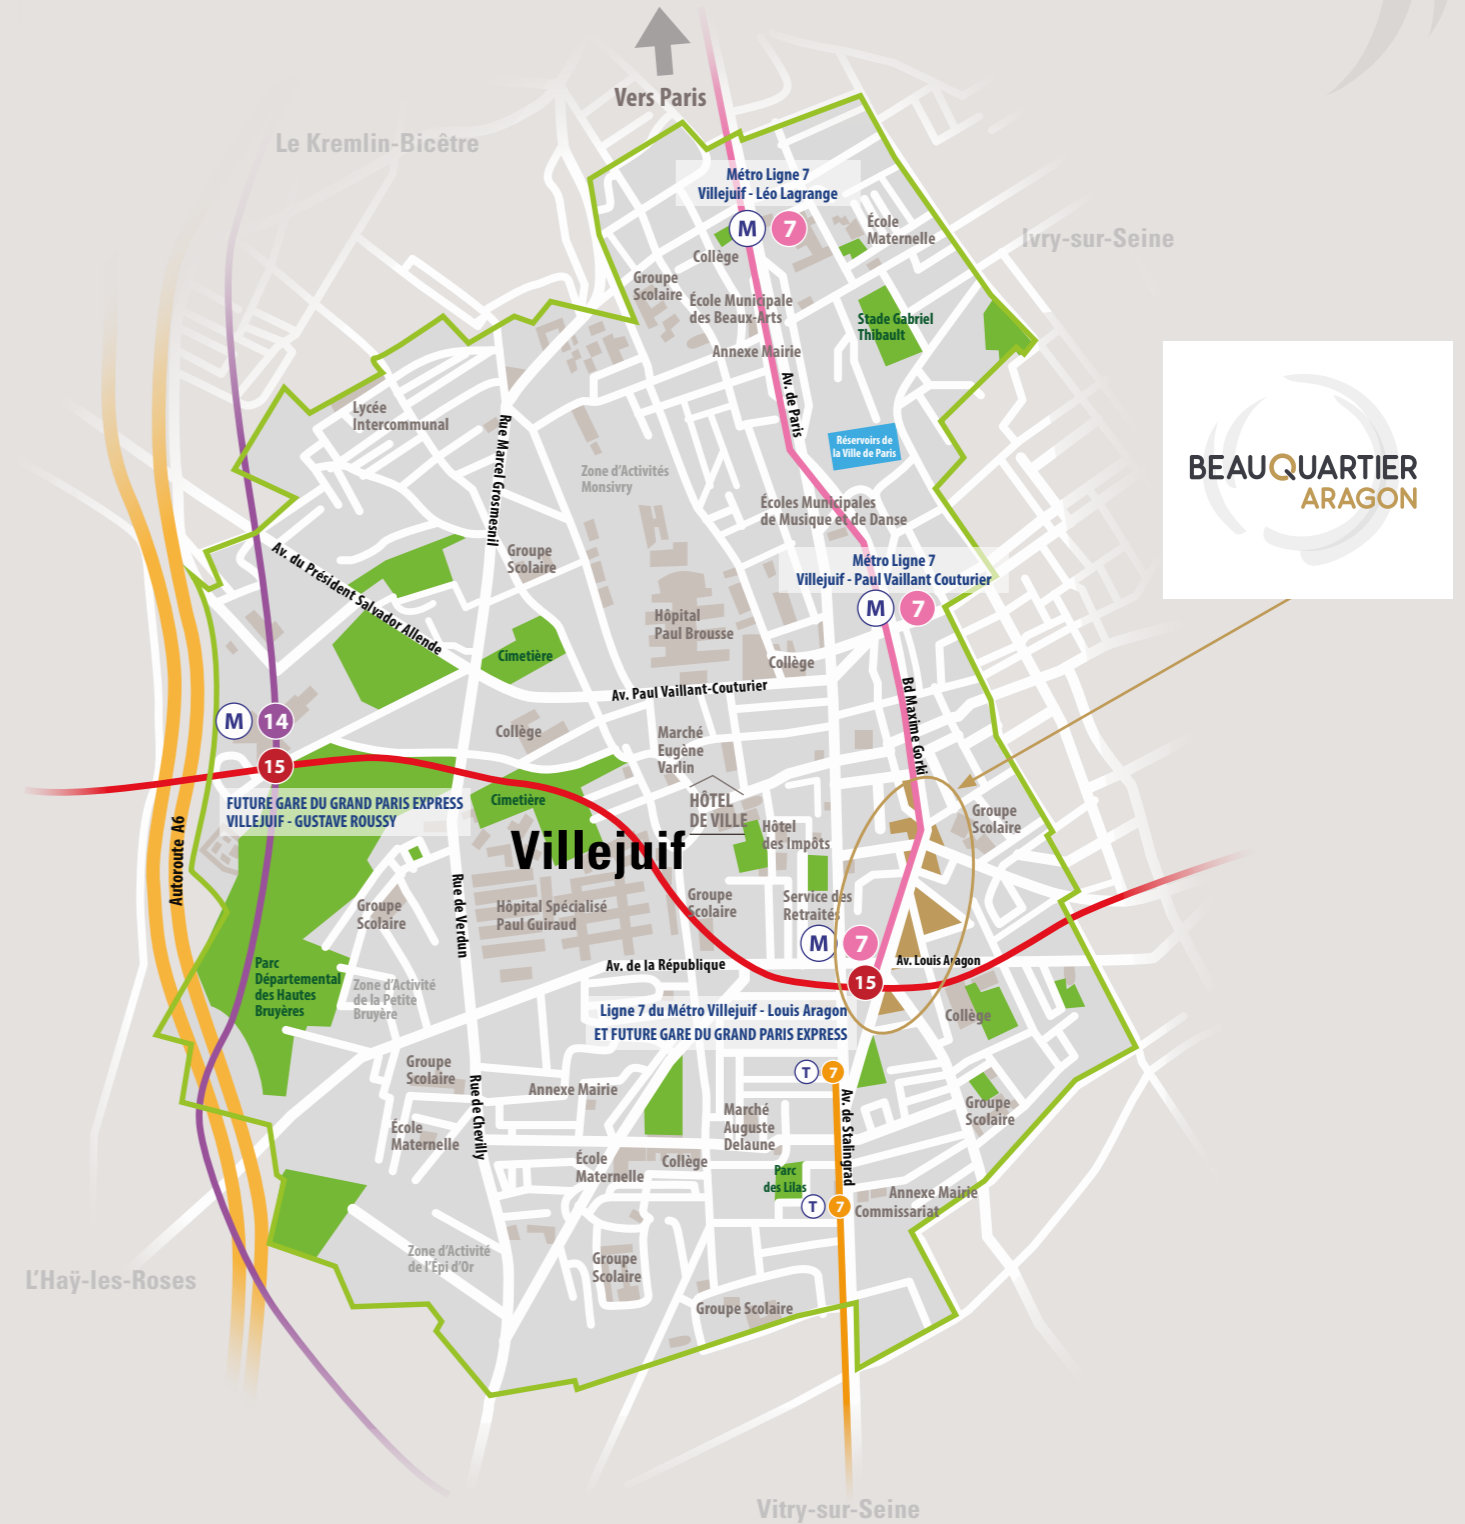 Vers Paris
Le Kremlin-Bicêtre
Métro Ligne 7
Villejuif - Léo Lagrange
M 7
École
Maternelle
Ivry-sur-Seine
Collège
Groupe
Scolaire
École Municipale
des Beaux-Arts
Stade Gabriel
Thibault
Annexe Mairie
Av. de Paris
Lycée
Intercommunal
Rue Marcel Grosmesnil
Réservoirs de
la Ville de Paris
BEAUQUARTIER
ARAGON
Zone d'Activités
Monsivry
Écoles Municipales
de Musique et de Danse
Av. du Président Salvador Allende
Groupe
Scolaire
Métro Ligne 7
Villejuif - Paul Vaillant Couturier
M 7
Hôpital
Paul Brousse
Cimetière
Collège
Av. Paul Vaillant-Couturier
Bd Maxime Gorki
M 14
15
FUTURE GARE DU GRAND PARIS EXPRESS
VILLEJUIF - GUSTAVE ROUSSY
Collège
Marché
Eugène
Varlin
Cimetière
HÔTEL
DE VILLE
Villejuif
Hôtel
des Impôts
Groupe
Scolaire
Autoroute A6
Rue de Verdun
Groupe
Scolaire
Hôpital Spécialisé
Paul Guiraud
Groupe
Scolaire
Service des
Retraités
M 7
Av. Louis Aragon
15
Av. de la République
Parc
Départemental
des Hautes
Bruyères
Zone d'Activité
de la Petite
Bruyère
Ligne 7 du Métro Villejuif - Louis Aragon
ET FUTURE GARE DU GRAND PARIS EXPRESS
Collège
Groupe
Scolaire
Rue de Chevilly
Annexe Mairie
T 7
Av. de Stalingrad
Marché
Auguste
Delaune
Groupe
Scolaire
École
Maternelle
École
Maternelle
Collège
Parc
des Lilas
T 7
Annexe Mairie
Commissariat
Zone d'Activité
de l'Épi d'Or
Groupe
Scolaire
L'Haÿ-les-Roses
Groupe Scolaire
Vitry-sur-Seine